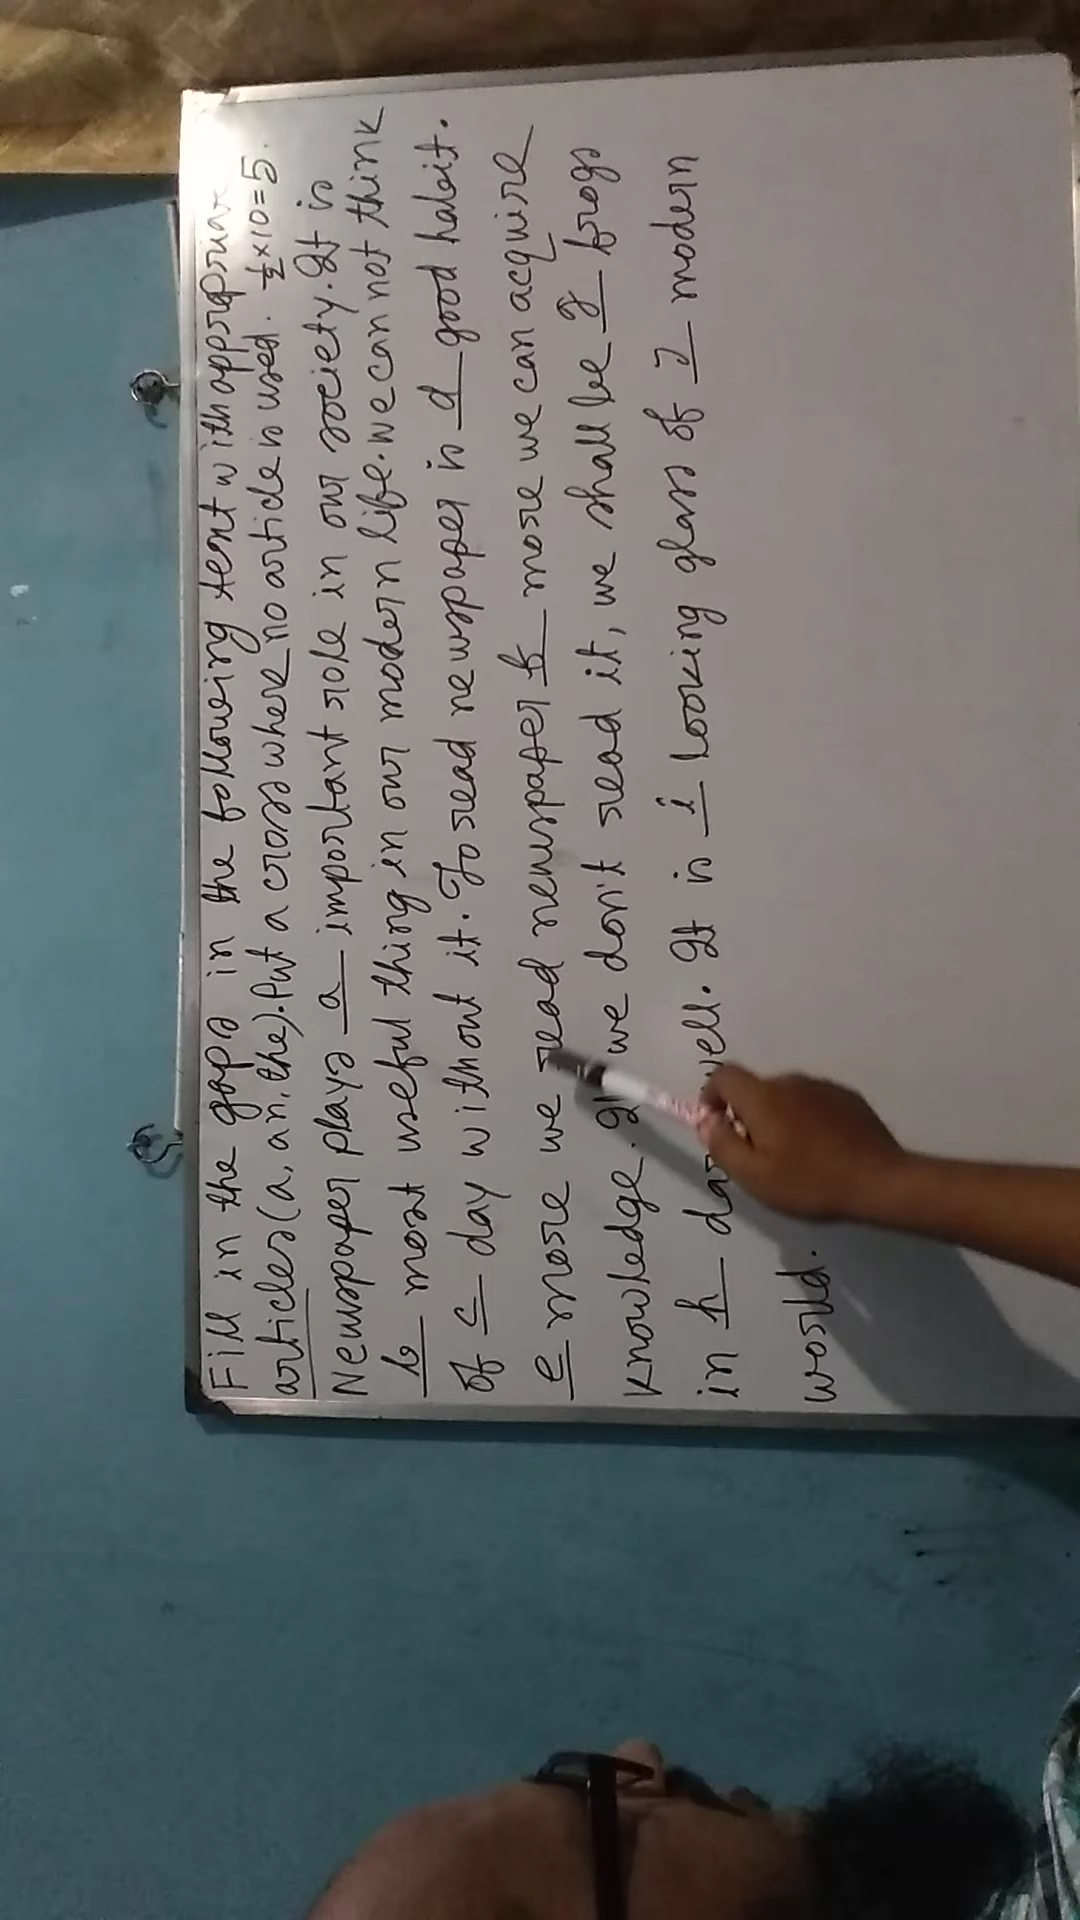 Fill in the gaps in the following text with appropriate
articles (a, an, the). Put a cross where no article is used. ½×10=5.
Newspaper plays a important role in our society. It is
b most useful thing in our modern life. we can not think
of c day without it. To read newspaper is d good habit.
e more we read newspaper f more we can acquire
knowledge. If we don't read it, we shall be g frogs
in h well. It is i Looking glass of J modern
world.